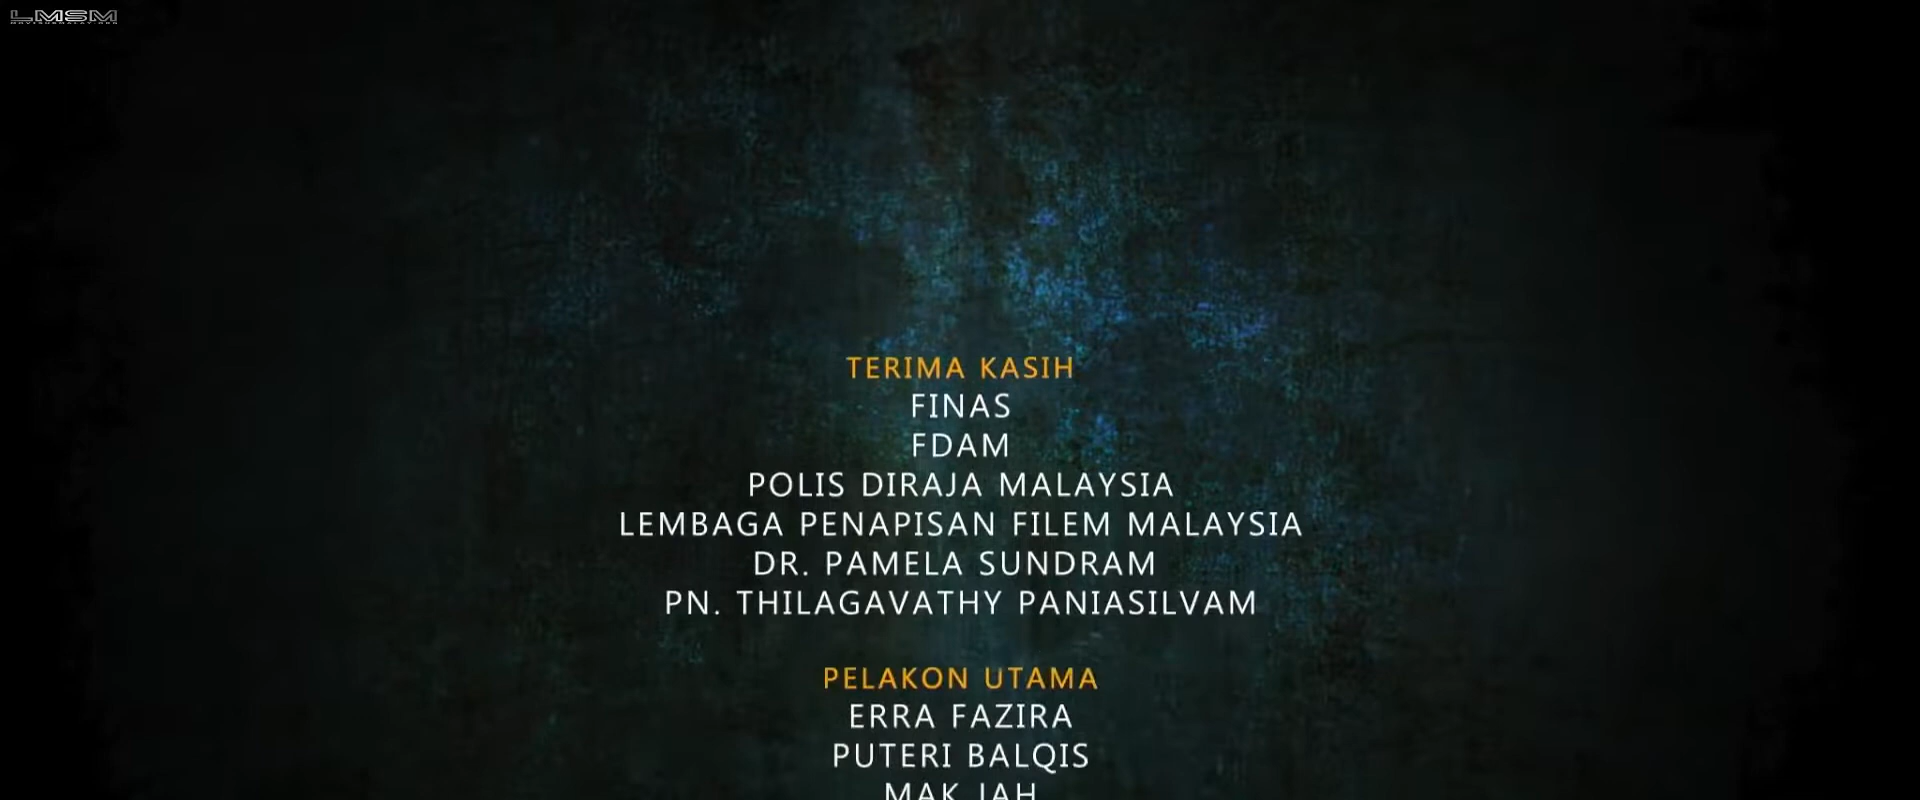 LMSM
TERIMA KASIH
FINAS
FDAM
POLIS DIRAJA MALAYSIA
LEMBAGA PENAPISAN FILEM MALAYSIA
DR. PAMELA SUNDRAM
PN. THILAGAVATHY PANIASILVAM
PELAKON UTAMA
ERRA FAZIRA
PUTERI BALQIS
MAK JAH